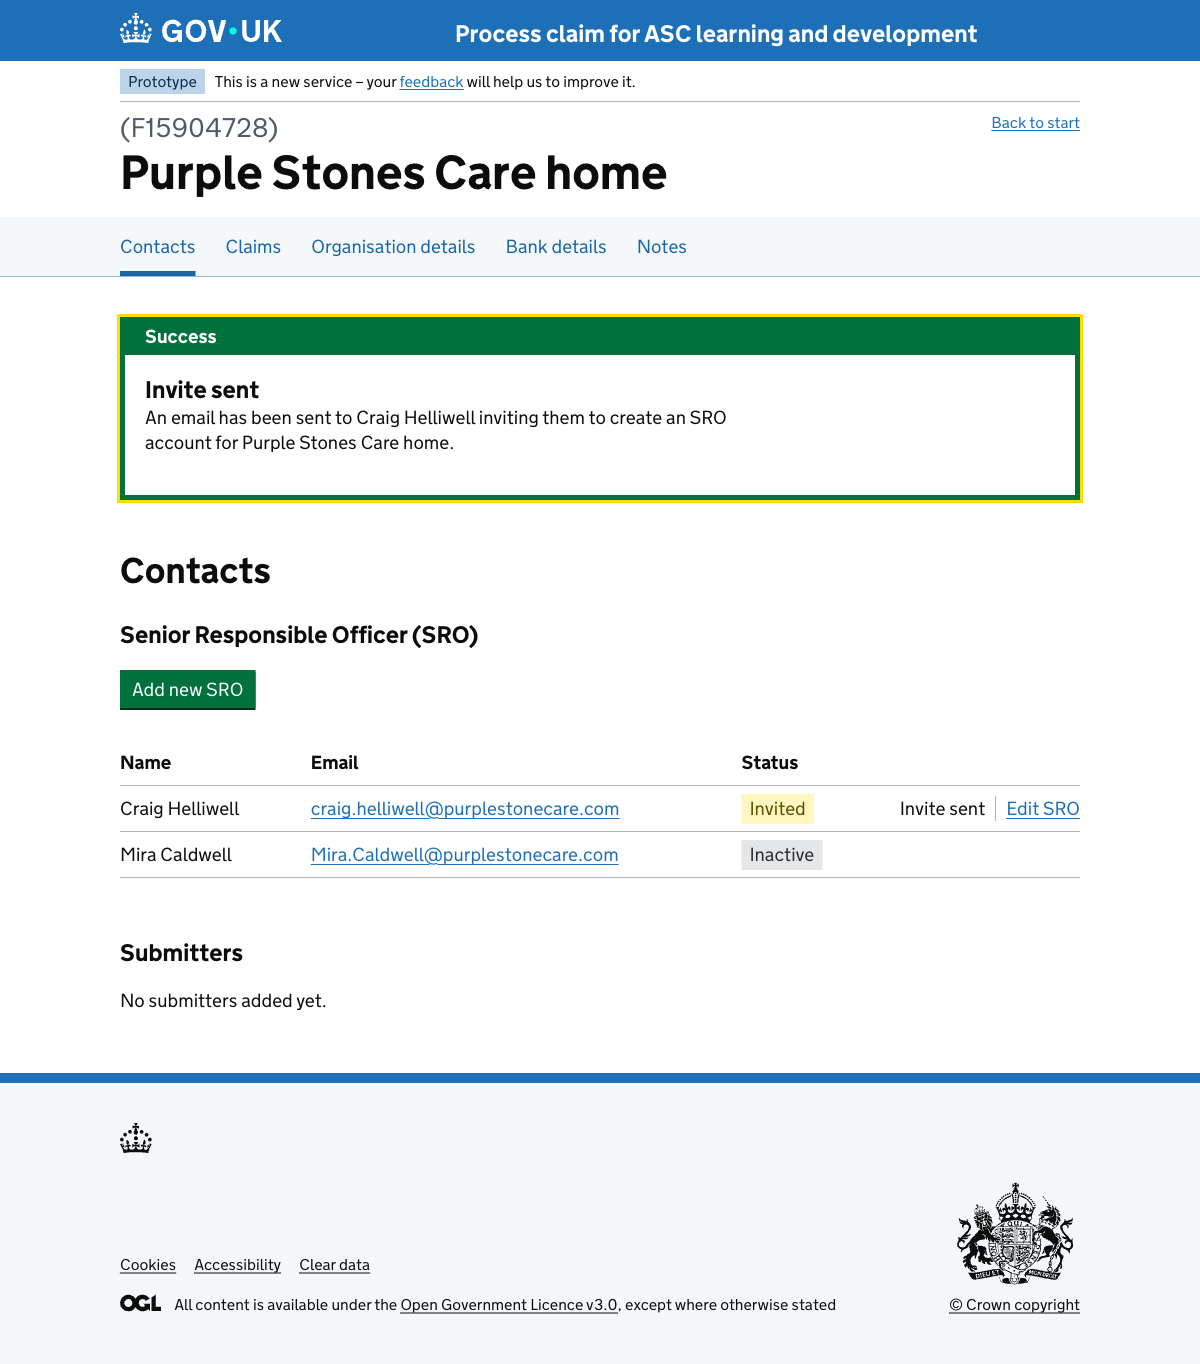 GOV·UK
Process claim for ASC learning and development
Prototype This is a new service – your feedback will help us to improve it.
(F15904728)
Back to start
Purple Stones Care home
Contacts Claims Organisation details Bank details Notes
Success
Invite sent
An email has been sent to Craig Helliwell inviting them to create an SRO
account for Purple Stones Care home.
Contacts
Senior Responsible Officer (SRO)
Add new SRO
Name Email Status
Craig Helliwell craig.helliwell@purplestonecare.com Invited Invite sent Edit SRO
Mira Caldwell Mira.Caldwell@purplestonecare.com Inactive
Submitters
No submitters added yet.
Cookies Accessibility Clear data
OGL All content is available under the Open Government Licence v3.0, except where otherwise stated
© Crown copyright